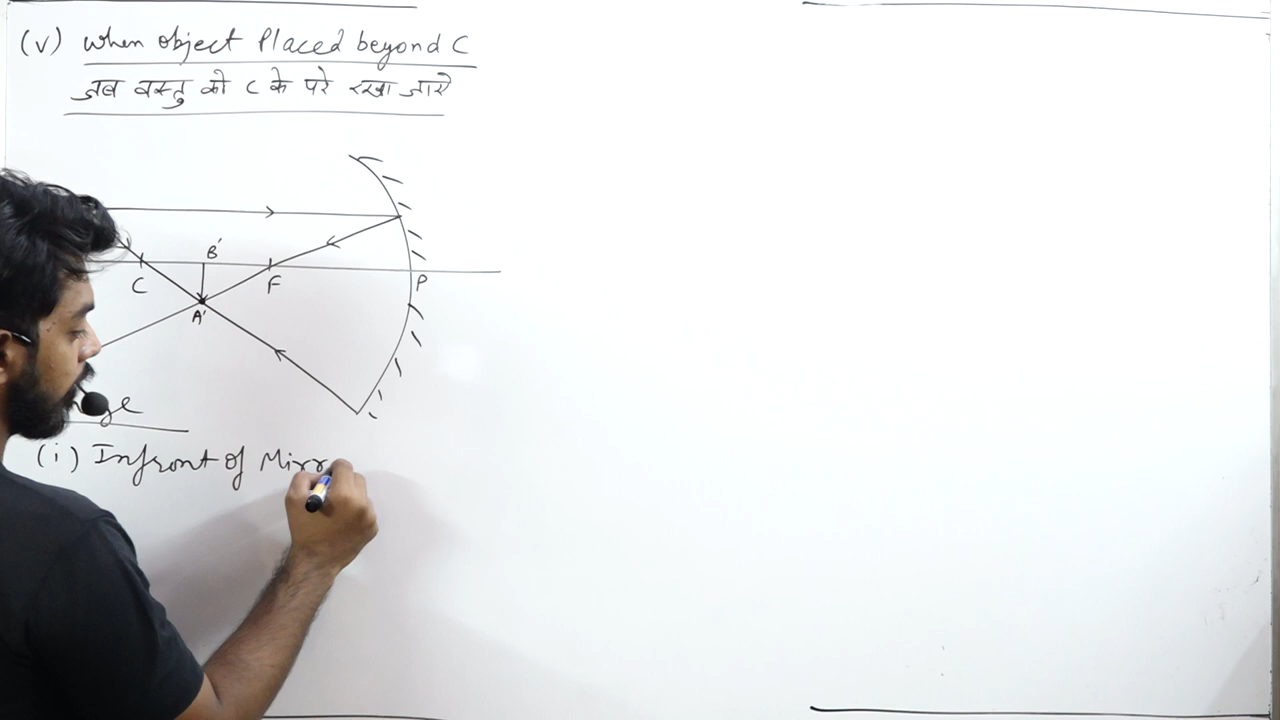 (v) when object Placed beyond C
जब वस्तु को C के परे रखा जाये
B'
C
F
P
A'
(i) Infront of Mirr